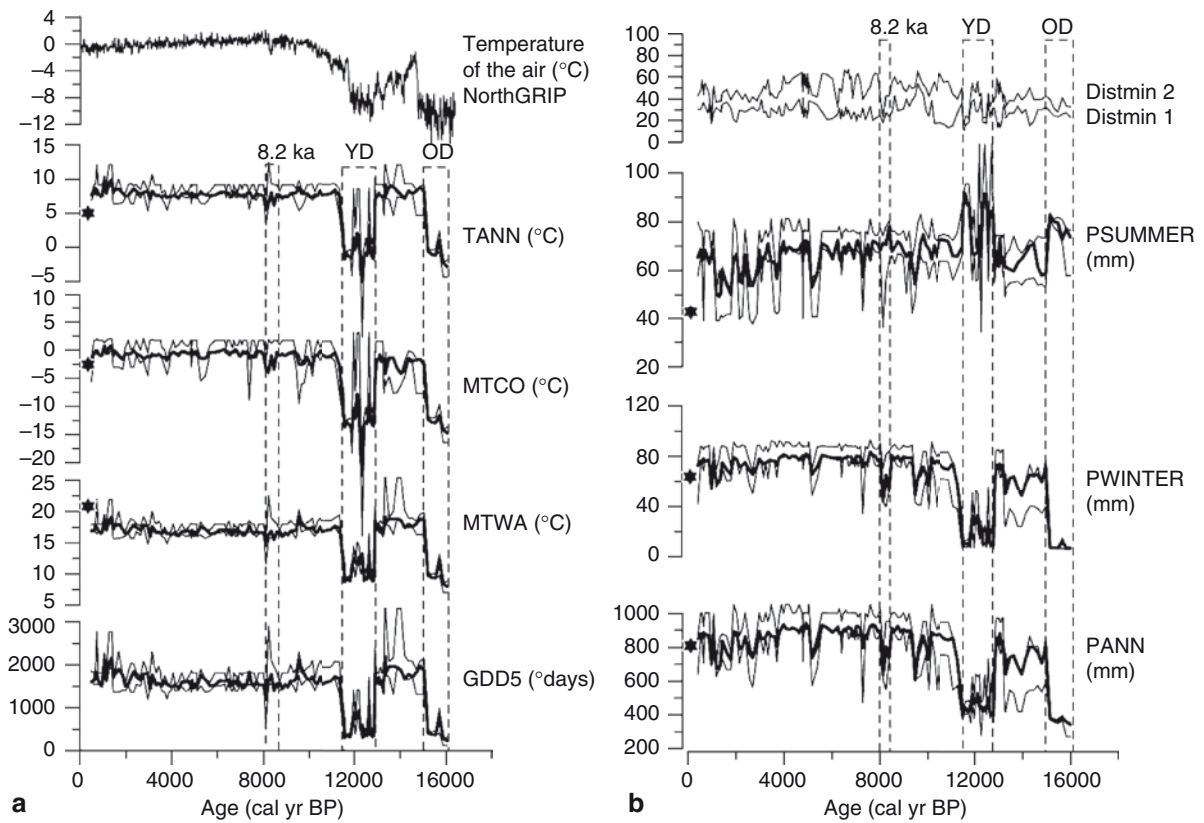 4
0
−4
−8
−12
Temperature
of the air (°C)
NorthGRIP
8.2 ka
YD
OD
15
10
5
0
−5
TANN (°C)
10
5
0
−5
−10
−15
−20
MTCO (°C)
25
20
15
10
5
MTWA (°C)
3000
2000
1000
0
GDD5 (°days)
0
4000
8000
12000
16000
Age (cal yr BP)
a
8.2 ka
YD
OD
100
80
60
40
20
0
Distmin 2
Distmin 1
100
80
60
40
20
PSUMMER
(mm)
120
80
40
0
PWINTER
(mm)
1000
800
600
400
200
PANN
(mm)
0
4000
8000
12000
16000
Age (cal yr BP)
b